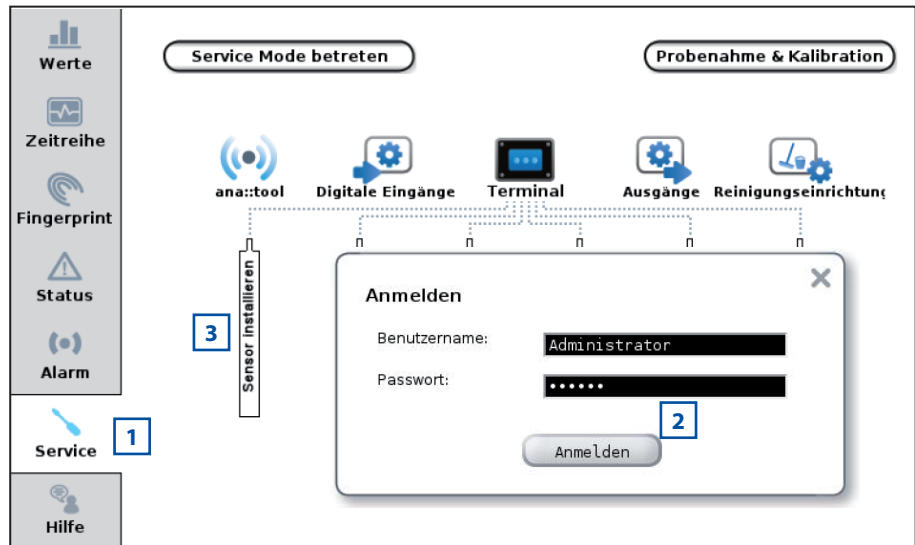 Werte
Zeitreihe
Fingerprint
Status
Alarm
Service
Hilfe
1
Service Mode betreten
Probenahme & Kalibration
ana::tool
Digitale Eingänge
Terminal
Ausgänge
Reinigungseinrichtung
3
Sensor installieren
Anmelden
Benutzername:
Administrator
Passwort:
••••••
2
Anmelden